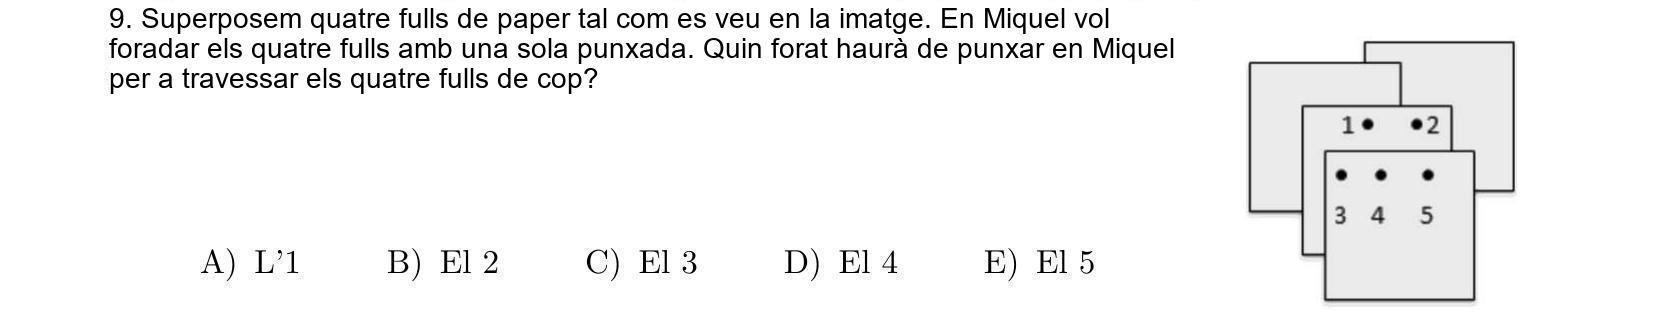 9. Superposem quatre fulls de paper tal com es veu en la imatge. En Miquel vol
foradar els quatre fulls amb una sola punxada. Quin forat haurà de punxar en Miquel
per a travessar els quatre fulls de cop?
1 2
3 4 5
A) L'1 B) El 2 C) El 3 D) El 4 E) El 5